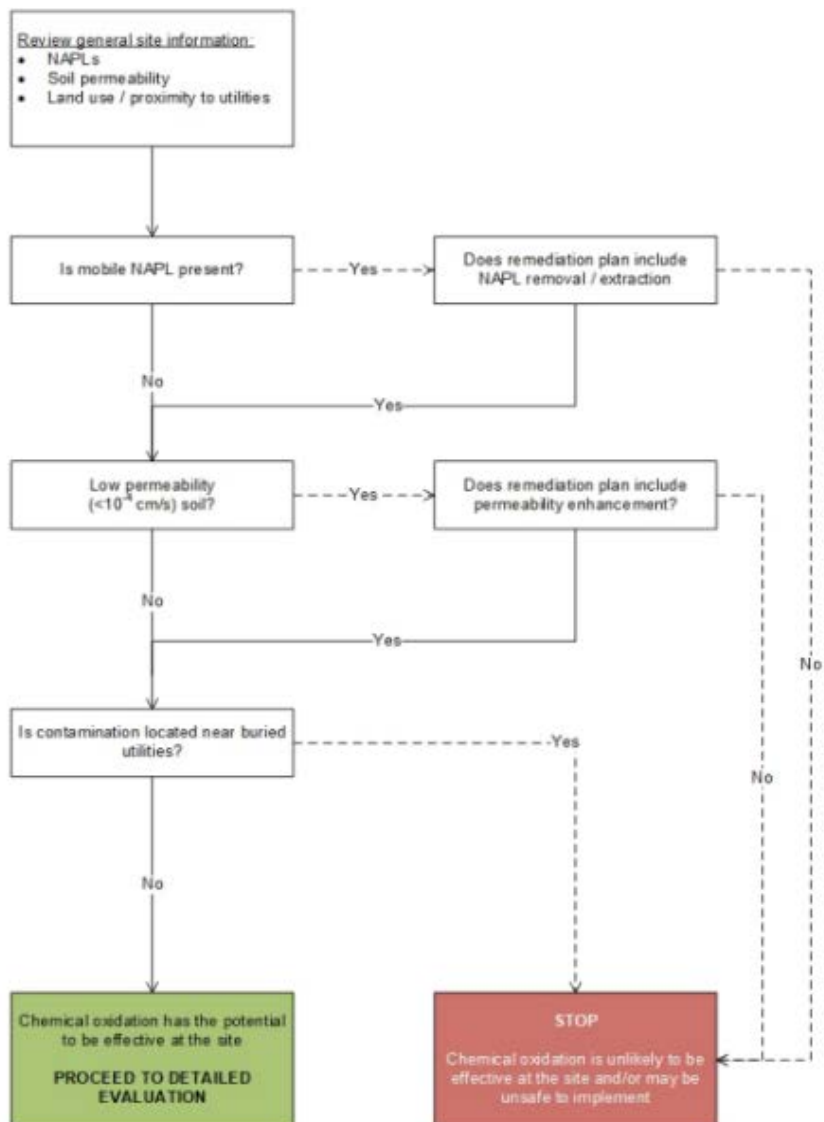 Review general site information:
• NAPLs
• Soil permeability
• Land use / proximity to utilities
Is mobile NAPL present?
Yes
Does remediation plan include
NAPL removal / extraction
No
Yes
Low permeability
(<10⁻⁴ cm/s) soil?
Yes
Does remediation plan include
permeability enhancement?
No
Yes
No
Is contamination located near buried
utilities?
Yes
No
No
Chemical oxidation has the potential
to be effective at the site
PROCEED TO DETAILED
EVALUATION
STOP
Chemical oxidation is unlikely to be
effective at the site and/or may be
unsafe to implement